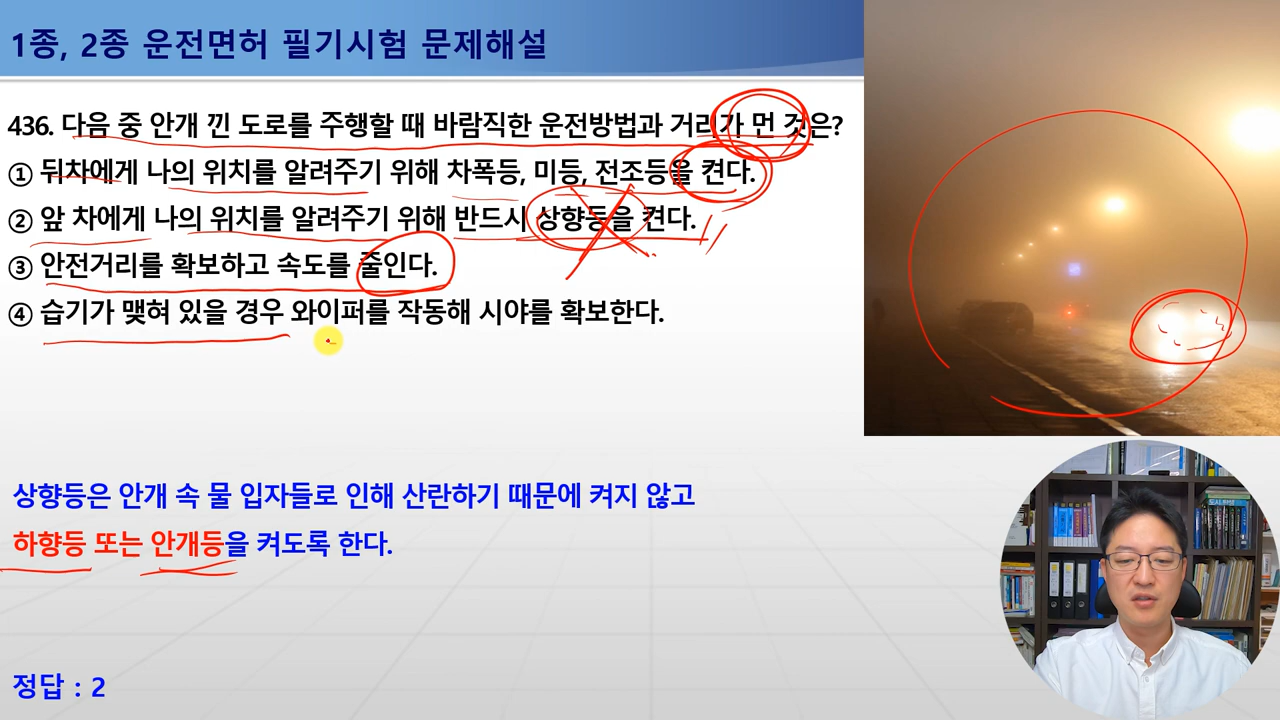 1종, 2종 운전면허 필기시험 문제해설
436. 다음 중 안개 낀 도로를 주행할 때 바람직한 운전방법과 거리가 먼 것은?
① 뒤차에게 나의 위치를 알려주기 위해 차폭등, 미등, 전조등을 켠다.
② 앞 차에게 나의 위치를 알려주기 위해 반드시 상향등을 켠다.
③ 안전거리를 확보하고 속도를 줄인다.
④ 습기가 맺혀 있을 경우 와이퍼를 작동해 시야를 확보한다.
상향등은 안개 속 물 입자들로 인해 산란하기 때문에 켜지 않고
하향등 또는 안개등을 켜도록 한다.
정답 : 2